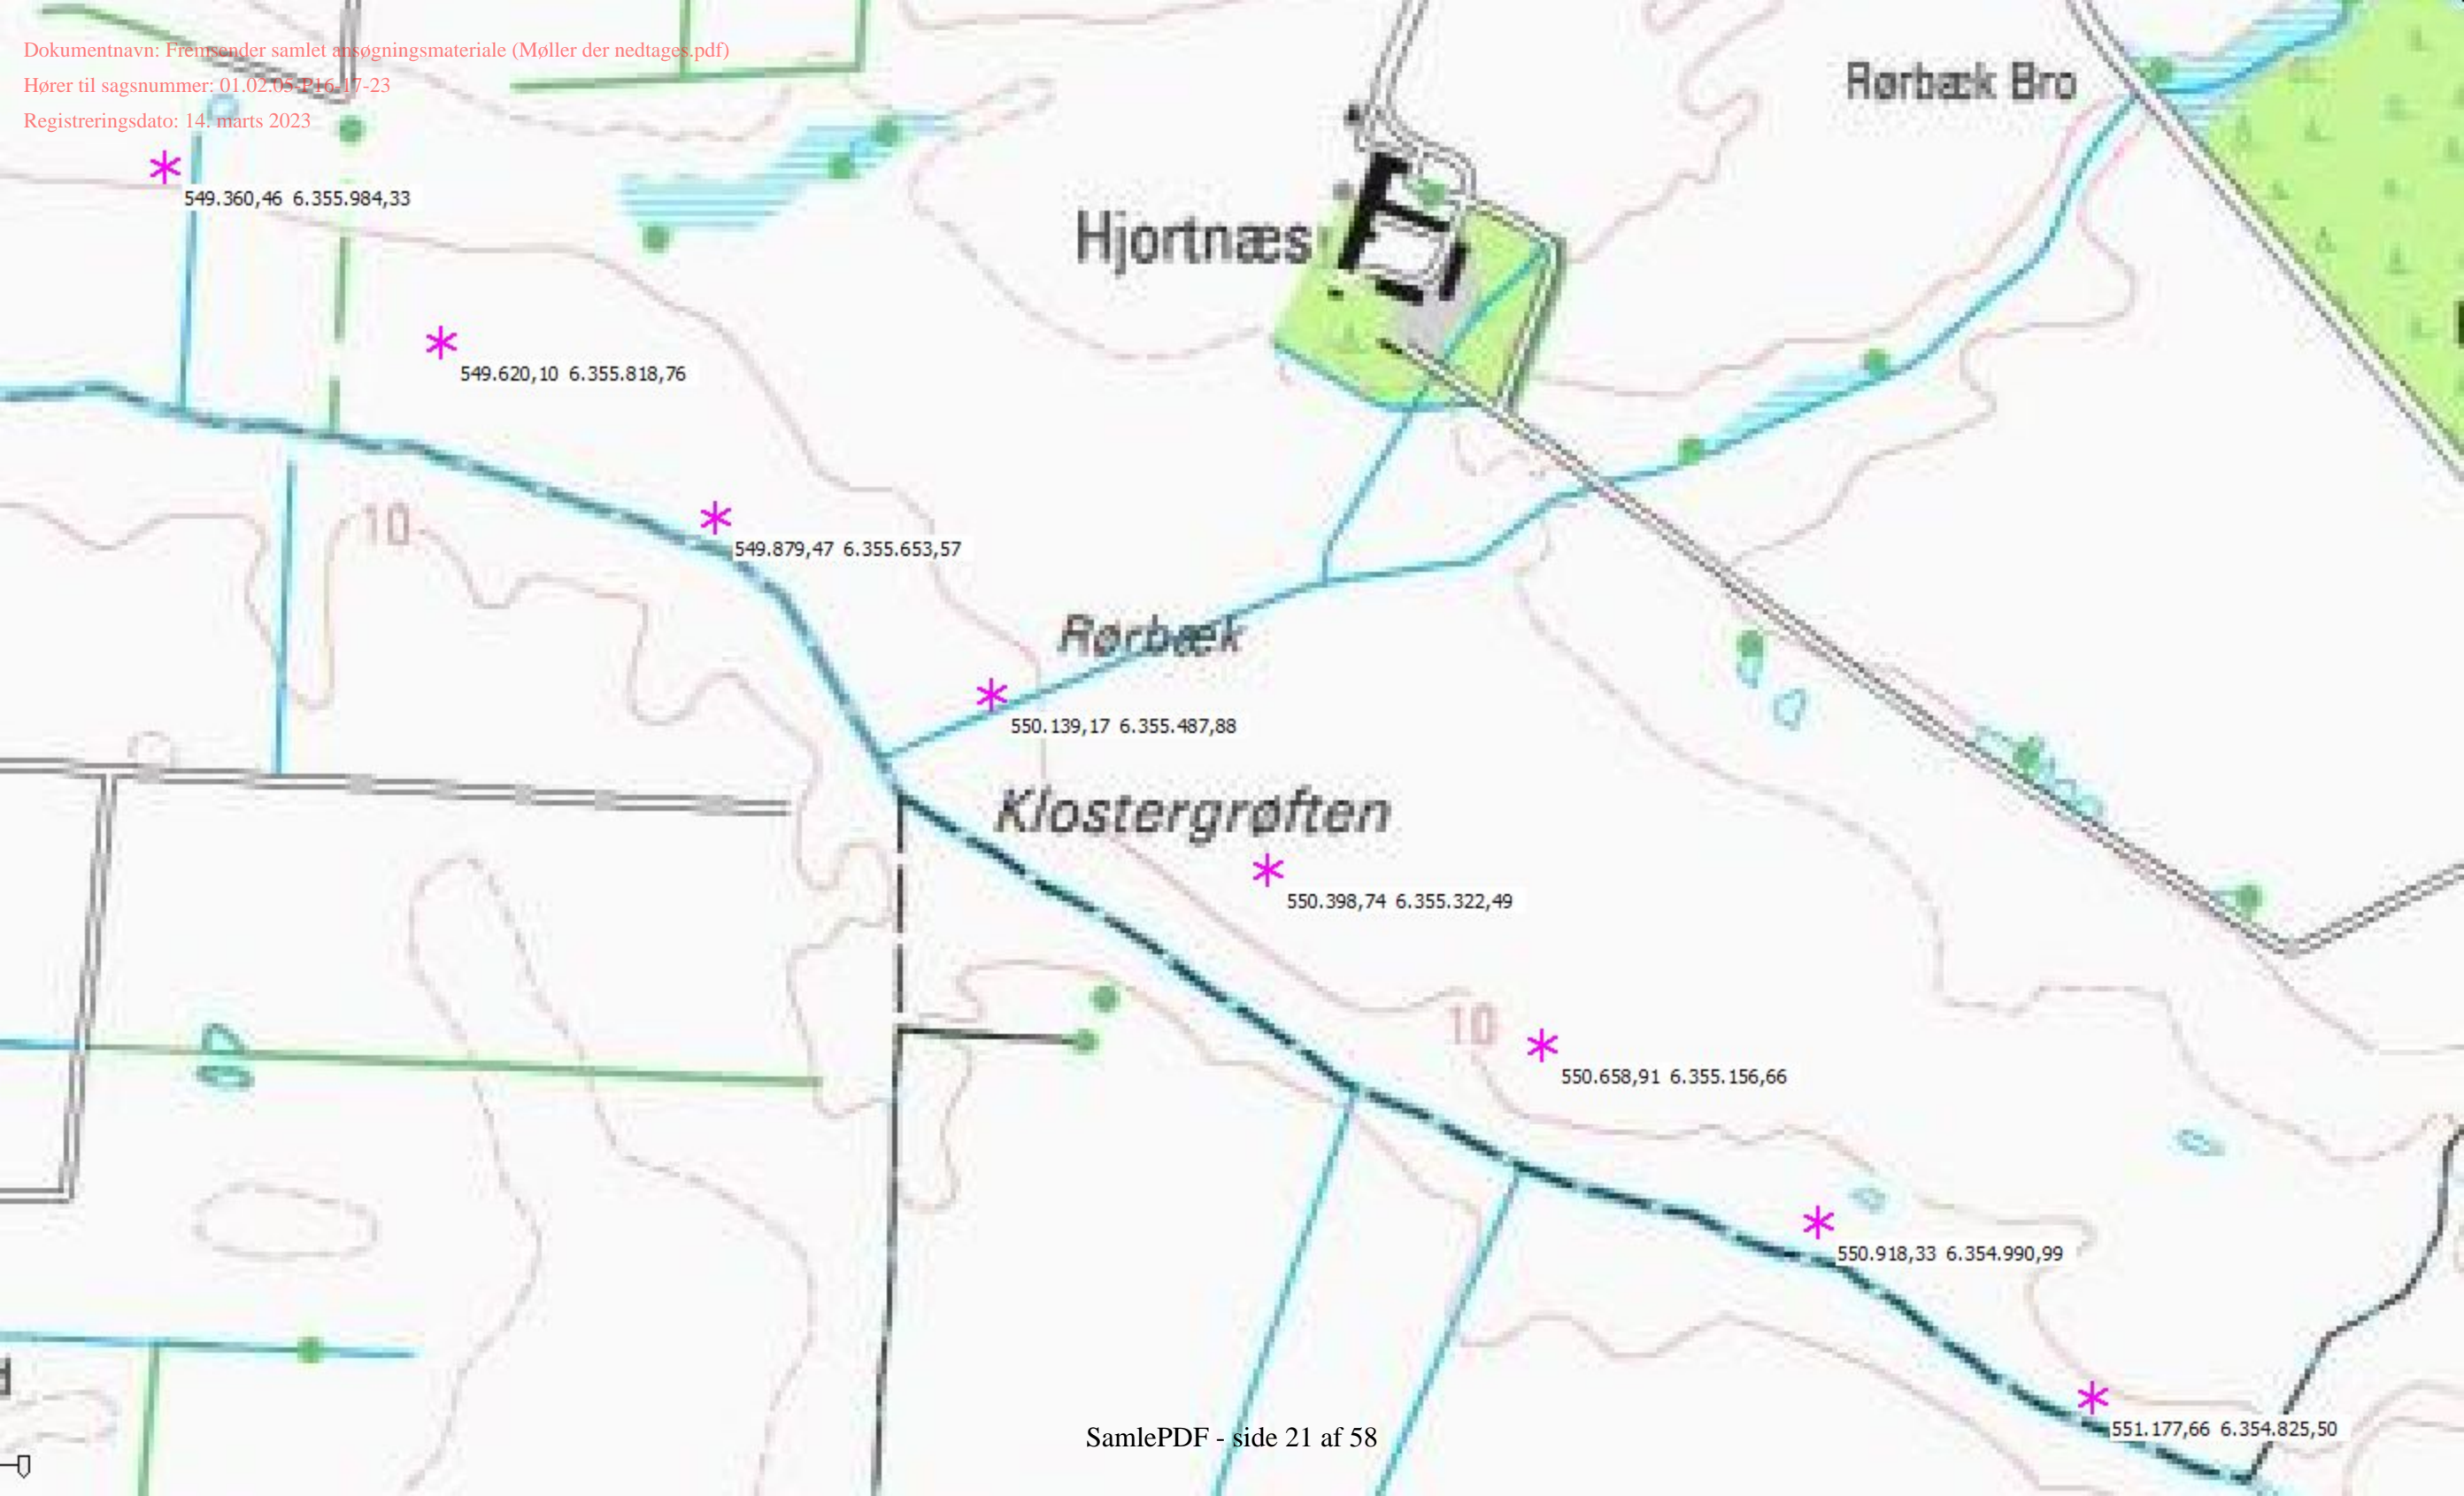 Dokumentnavn: Fremsender samlet ansøgningsmateriale (Møller der nedtages.pdf)
Hører til sagsnummer: 01.02.05-P16-17-23
Registreringsdato: 14. marts 2023
Rørbæk Bro
549.360,46 6.355.984,33
Hjortnæs
549.620,10 6.355.818,76
10
549.879,47 6.355.653,57
Rørbæk
550.139,17 6.355.487,88
Klostergrøften
550.398,74 6.355.322,49
10
550.658,91 6.355.156,66
550.918,33 6.354.990,99
551.177,66 6.354.825,50
SamlePDF - side 21 af 58